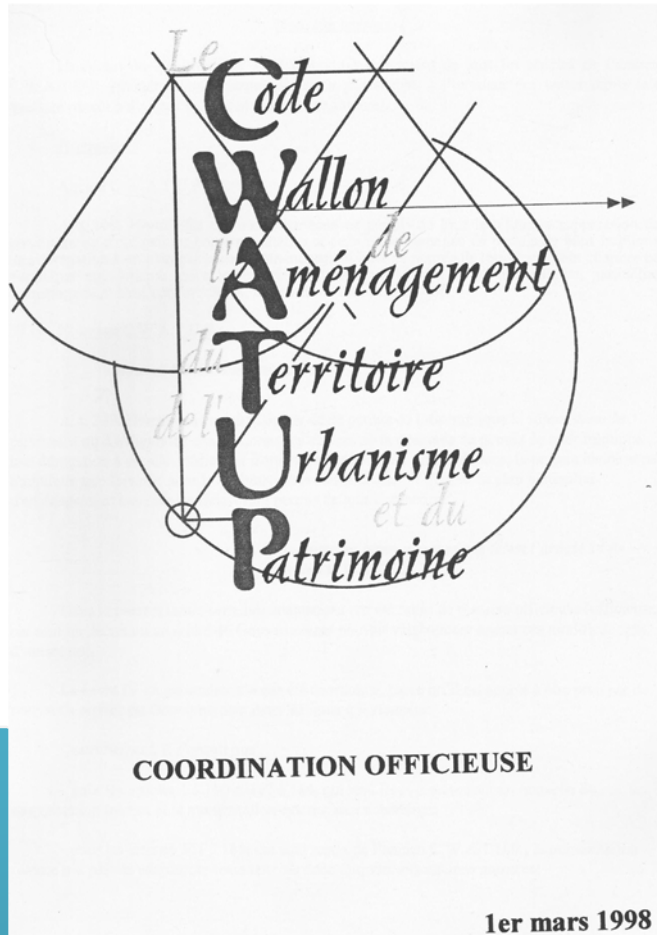 Le
Code
Wallon
de
l'Aménagement
du
Territoire
de l'
Urbanisme
et du
Patrimoine
COORDINATION OFFICIEUSE
1er mars 1998